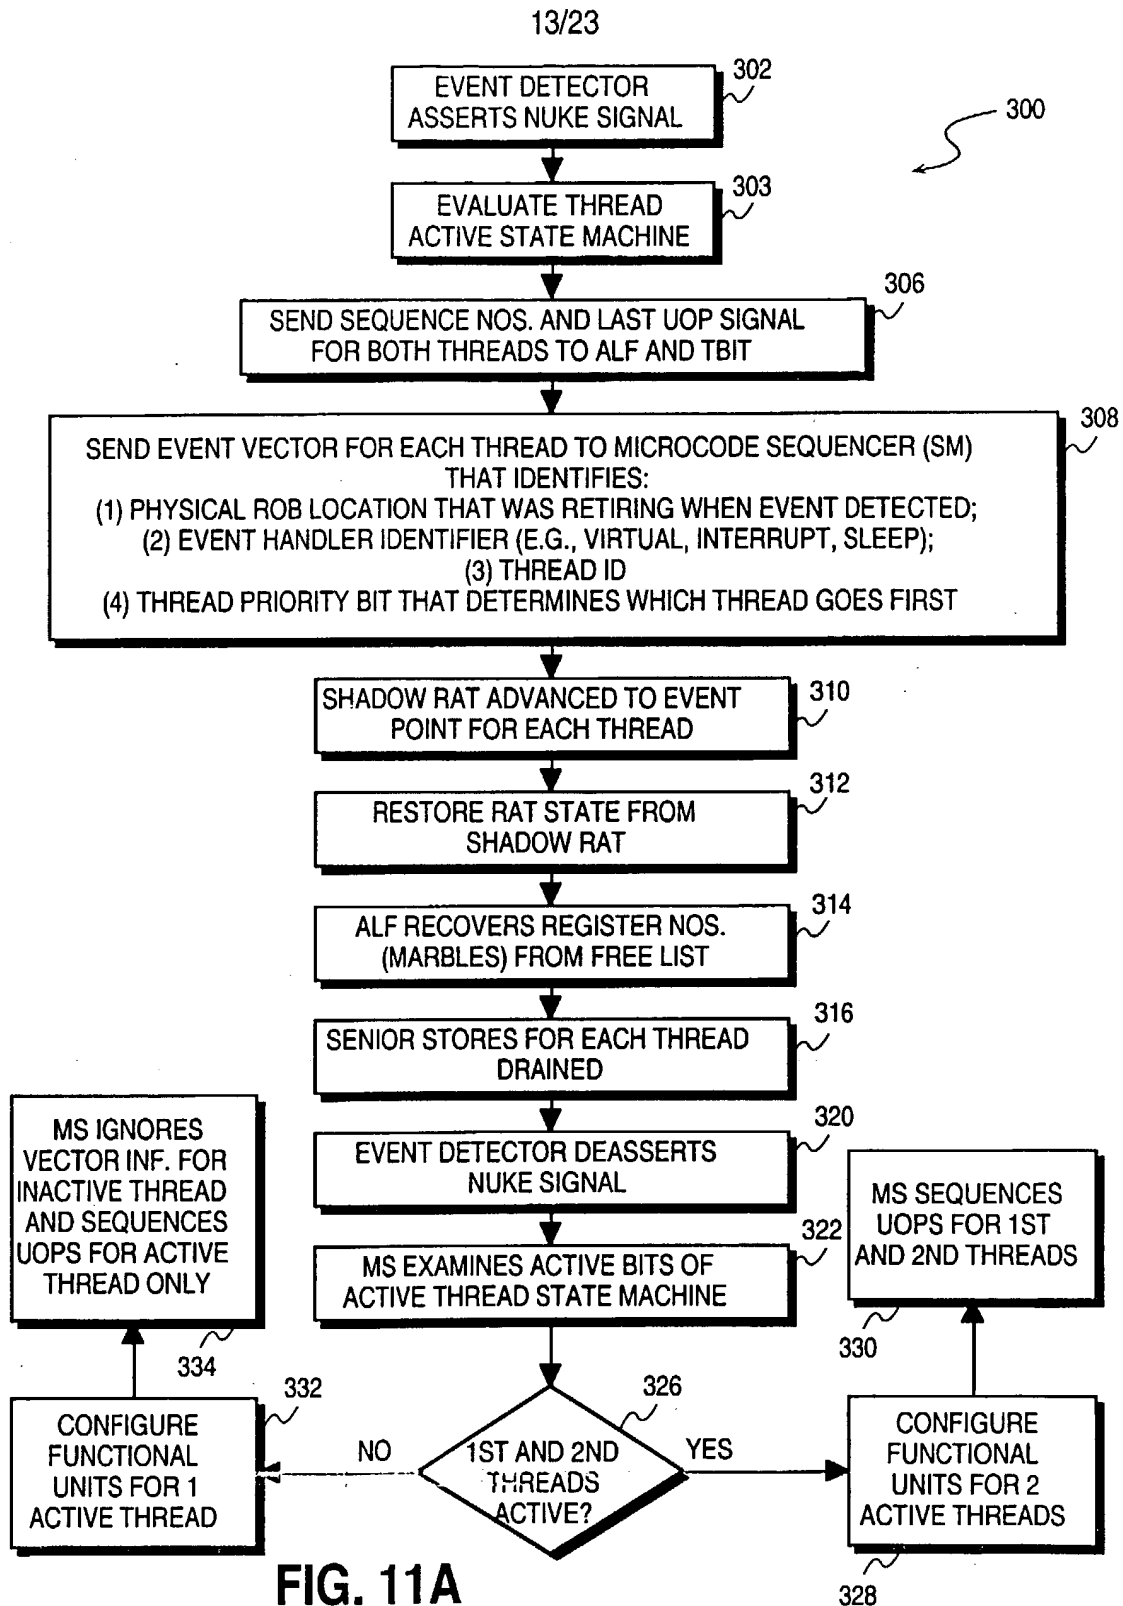 13/23
EVENT DETECTOR
ASSERTS NUKE SIGNAL
302
300
EVALUATE THREAD
ACTIVE STATE MACHINE
303
SEND SEQUENCE NOS. AND LAST UOP SIGNAL
FOR BOTH THREADS TO ALF AND TBIT
306
SEND EVENT VECTOR FOR EACH THREAD TO MICROCODE SEQUENCER (SM)
THAT IDENTIFIES:
(1) PHYSICAL ROB LOCATION THAT WAS RETIRING WHEN EVENT DETECTED;
(2) EVENT HANDLER IDENTIFIER (E.G., VIRTUAL, INTERRUPT, SLEEP);
(3) THREAD ID
(4) THREAD PRIORITY BIT THAT DETERMINES WHICH THREAD GOES FIRST
308
SHADOW RAT ADVANCED TO EVENT
POINT FOR EACH THREAD
310
RESTORE RAT STATE FROM
SHADOW RAT
312
ALF RECOVERS REGISTER NOS.
(MARBLES) FROM FREE LIST
314
SENIOR STORES FOR EACH THREAD
DRAINED
316
EVENT DETECTOR DEASSERTS
NUKE SIGNAL
320
MS EXAMINES ACTIVE BITS OF
ACTIVE THREAD STATE MACHINE
322
1ST AND 2ND
THREADS
ACTIVE?
326
NO
YES
CONFIGURE
FUNCTIONAL
UNITS FOR 1
ACTIVE THREAD
332
MS IGNORES
VECTOR INF. FOR
INACTIVE THREAD
AND SEQUENCES
UOPS FOR ACTIVE
THREAD ONLY
334
CONFIGURE
FUNCTIONAL
UNITS FOR 2
ACTIVE THREADS
328
MS SEQUENCES
UOPS FOR 1ST
AND 2ND THREADS
330
FIG. 11A